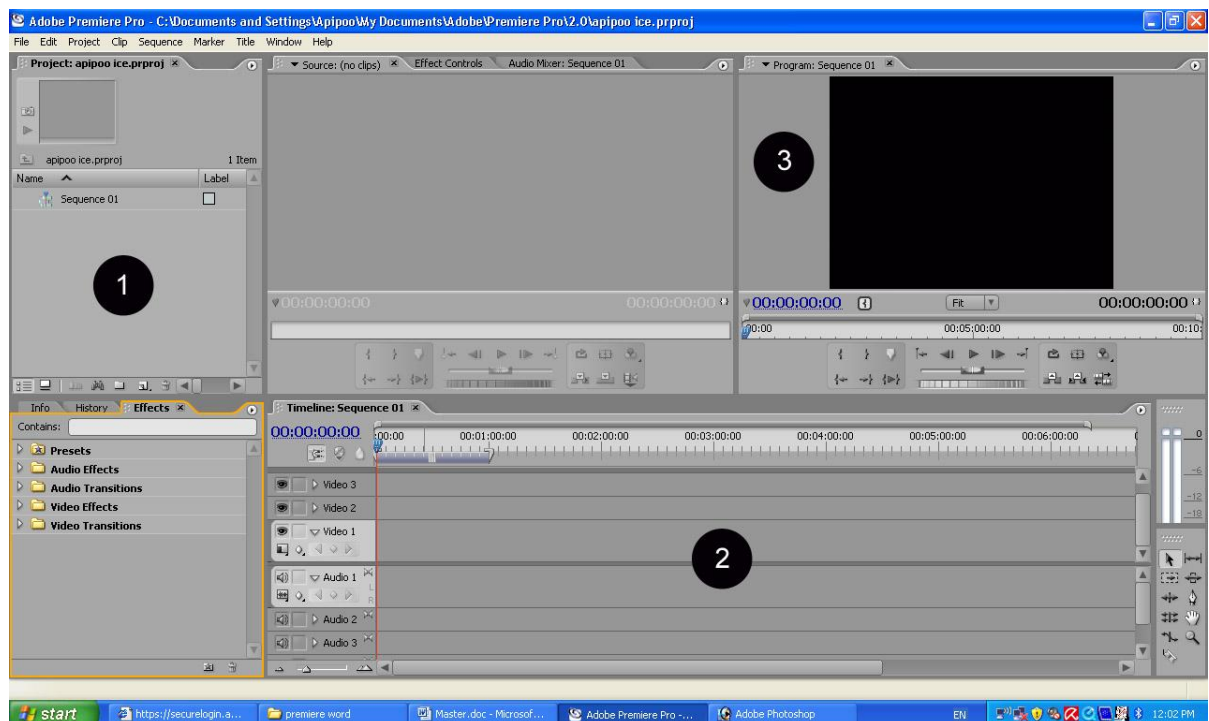 Adobe Premiere Pro - C:\Documents and Settings\Apipoo\My Documents\Adobe\Premiere Pro\2.0\apipoo ice.prproj
File Edit Project Clip Sequence Marker Title Window Help
Project: apipoo ice.prproj
apipoo ice.prproj 1 Item
Name Label
Sequence 01
1
Source: (no clips) Effect Controls Audio Mixer: Sequence 01
00:00:00:00 00:00:00:00
Program: Sequence 01
3
00:00:00:00 Fit 00:00:00:00
00:00 00:05:00:00 00:10:
Info History Effects
Contains:
Presets
Audio Effects
Audio Transitions
Video Effects
Video Transitions
Timeline: Sequence 01
00:00:00:00 :00:00 00:01:00:00 00:02:00:00 00:03:00:00 00:04:00:00 00:05:00:00 00:06:00:00
Video 3
Video 2
Video 1
2
Audio 1
L
R
Audio 2
Audio 3
0
-6
-12
-18
start https://securelogin.a... premiere word Master.doc - Microsof... Adobe Premiere Pro -... Adobe Photoshop EN 12:02 PM